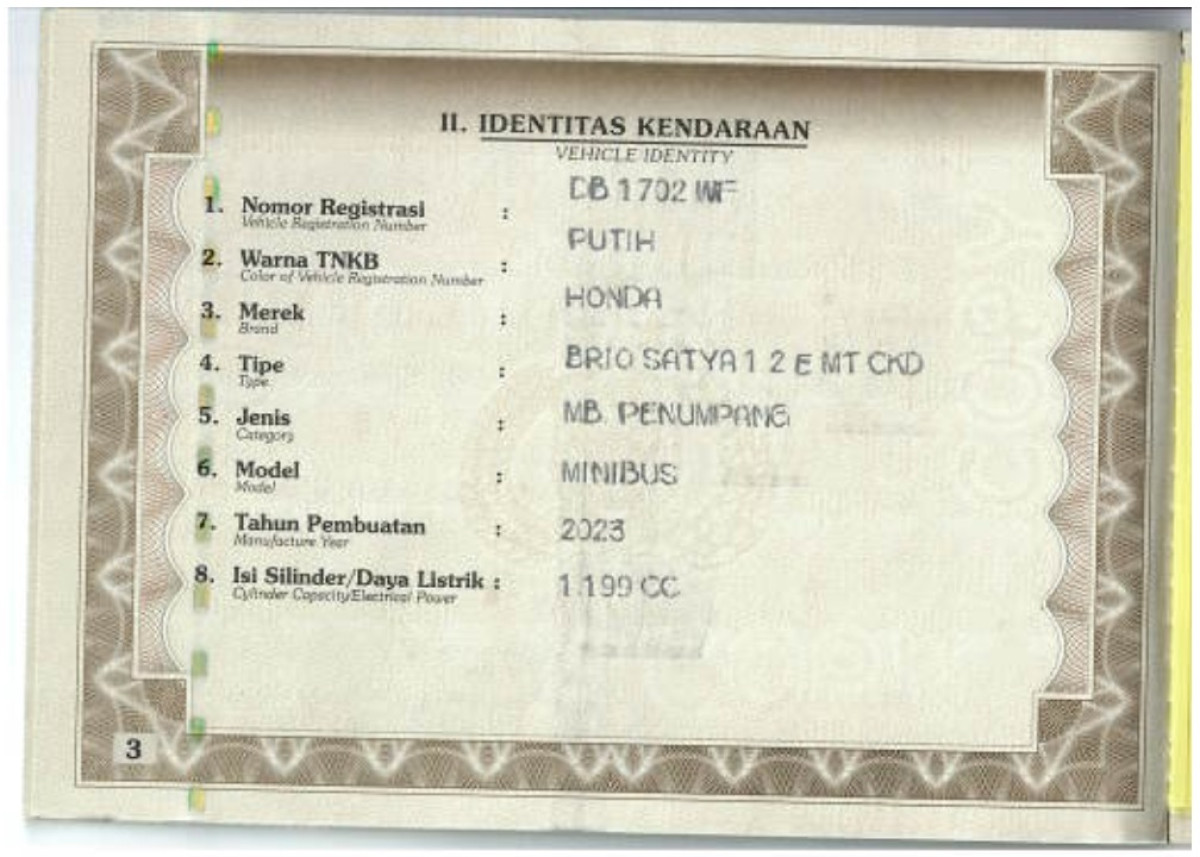 II. IDENTITAS KENDARAAN
VEHICLE IDENTITY
1. Nomor Registrasi : DB 1702 WF
Vehicle Registration Number
2. Warna TNKB : PUTIH
Color of Vehicle Registration Number
3. Merek : HONDA
Brand
4. Tipe : BRIO SATYA 1 2 E MT CKD
Type
5. Jenis : MB. PENUMPANG
Category
6. Model : MINIBUS
Model
7. Tahun Pembuatan : 2023
Manufacture Year
8. Isi Silinder/Daya Listrik : 1.199 CC
Cylinder Capacity/Electrical Power
3